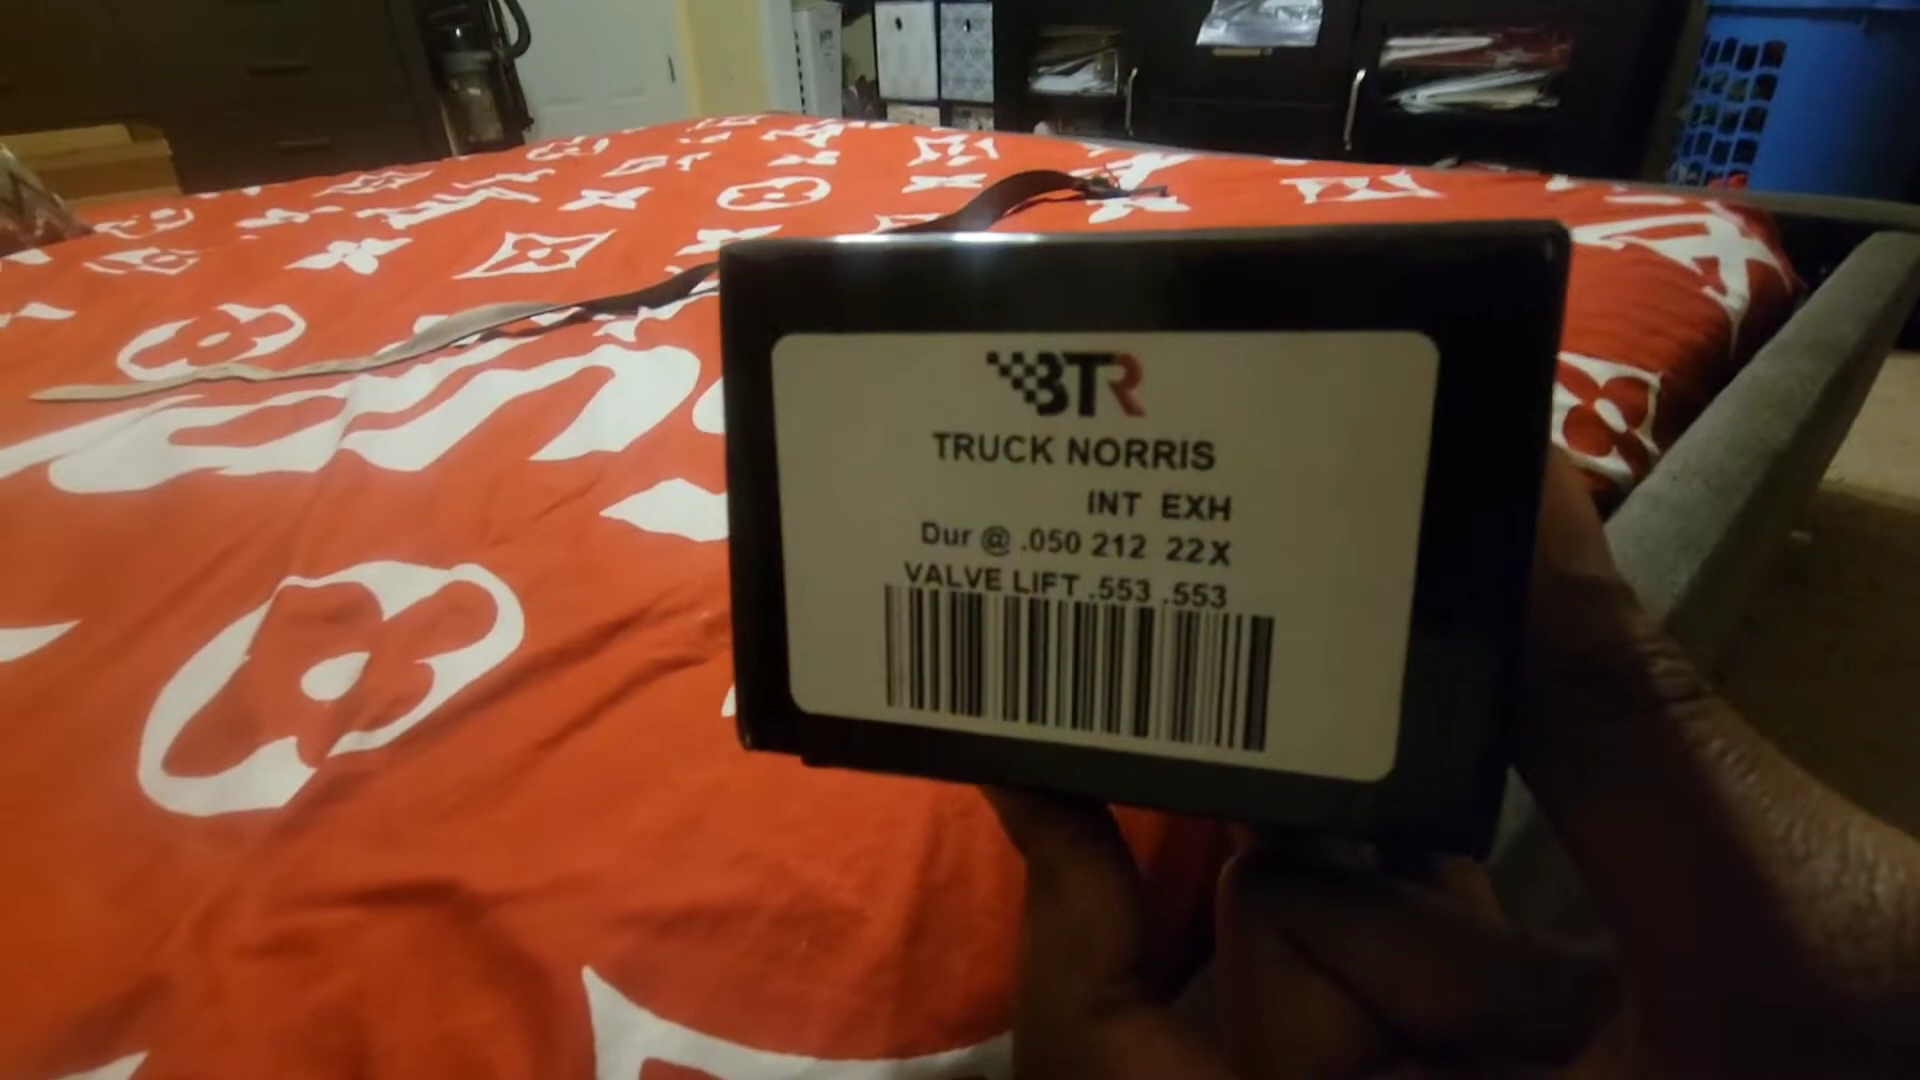 BTR
TRUCK NORRIS
INT EXH
Dur @ .050 212 22X
VALVE LIFT .553 .553